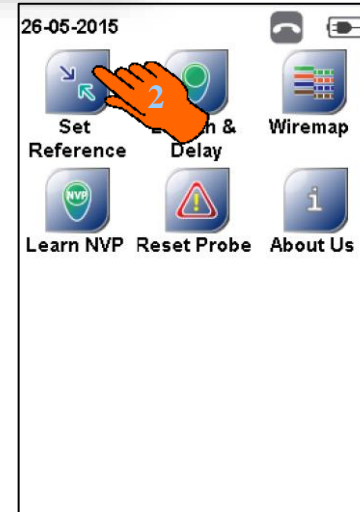 26-05-2015
2
Set
Reference
&
Delay
Wiremap
NVP
Learn NVP
Reset Probe
i
About Us